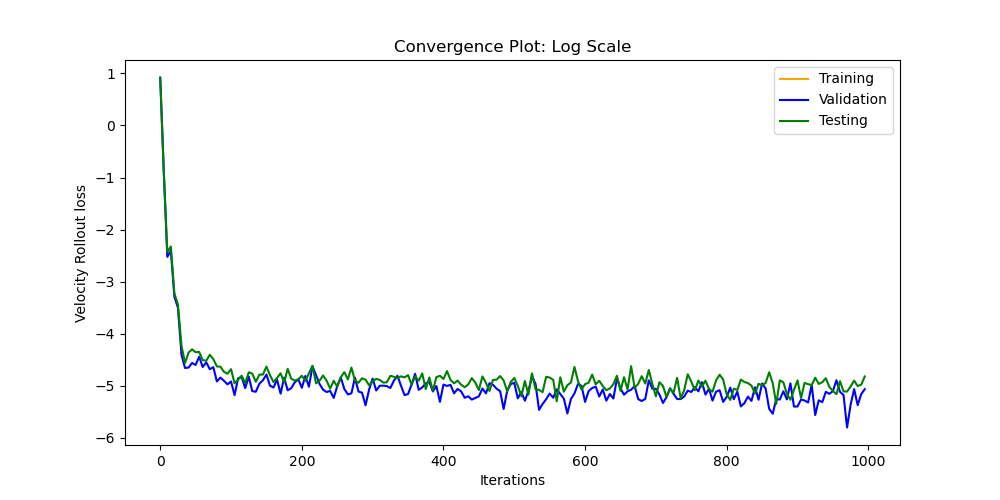 Convergence Plot: Log Scale
Training
Validation
Testing
Velocity Rollout loss
1
0
−1
−2
−3
−4
−5
−6
0 200 400 600 800 1000
Iterations